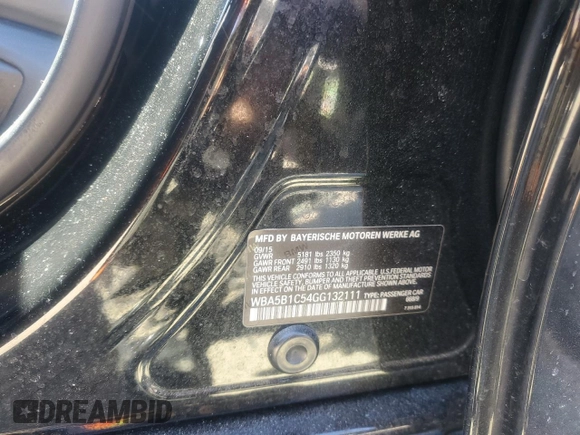 MFD BY BAYERISCHE MOTOREN WERKE AG
09/15
GVWR 5181 lbs 2350 kg
GAWR FRONT 2491 lbs 1130 kg
GAWR REAR 2910 lbs 1320 kg
THIS VEHICLE CONFORMS TO ALL APPLICABLE U.S. FEDERAL MOTOR
VEHICLE SAFETY, BUMPER, AND THEFT PREVENTION STANDARDS
IN EFFECT ON THE DATE OF MANUFACTURE SHOWN ABOVE.
WBA5B1C54GG132111 TYPE: PASSENGER CAR
DREAMBID